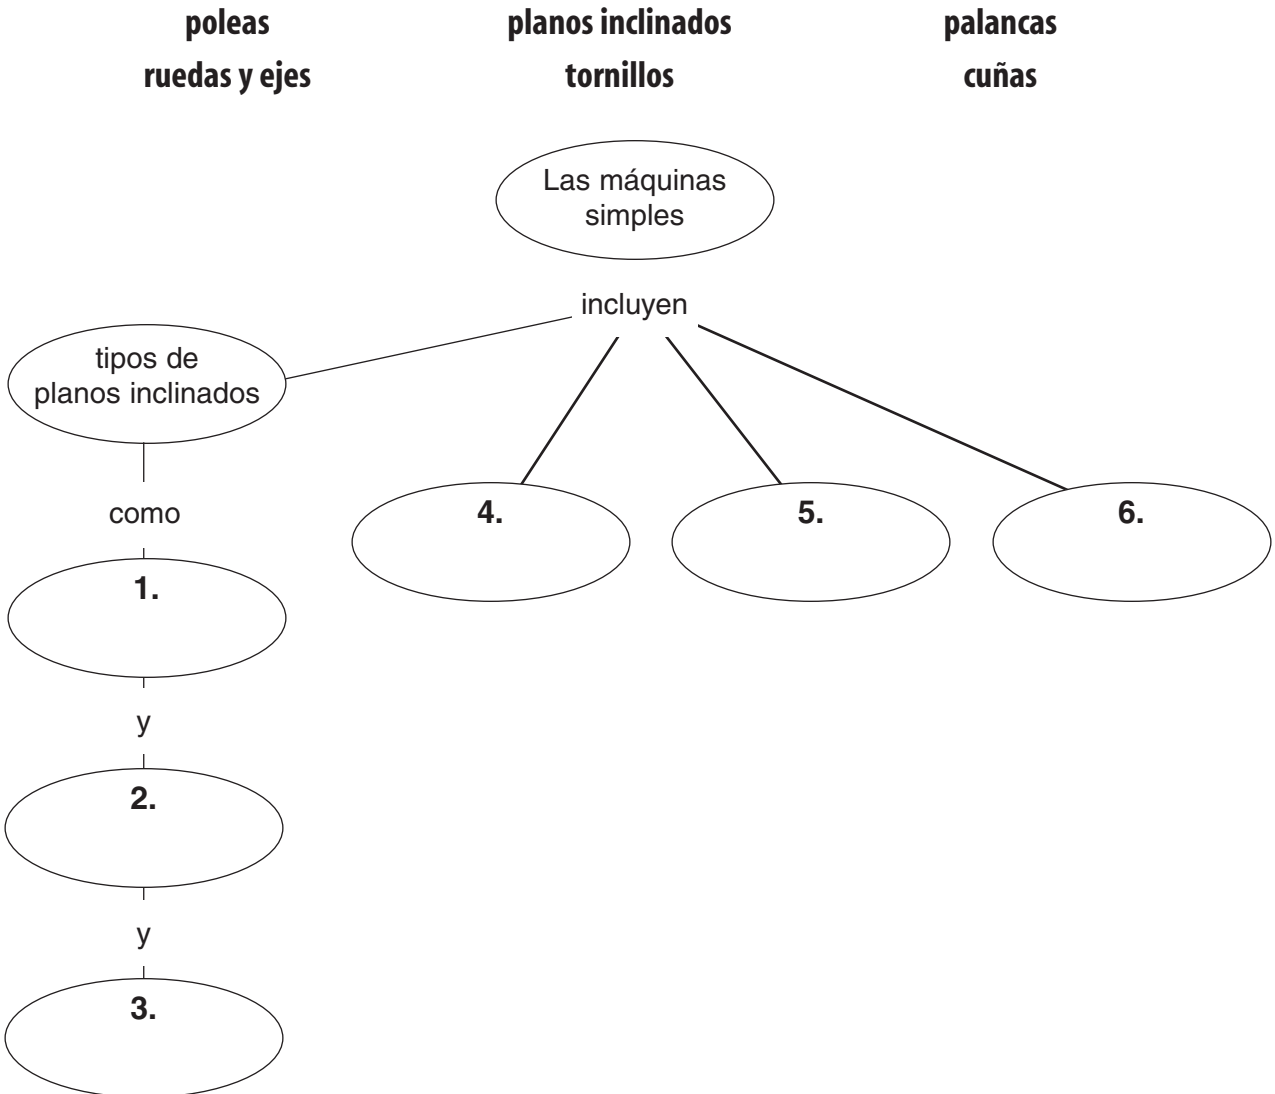 poleas planos inclinados palancas
ruedas y ejes tornillos cuñas
Las máquinas
simples
incluyen
tipos de
planos inclinados
como
4. 5. 6.
1.
y
2.
y
3.